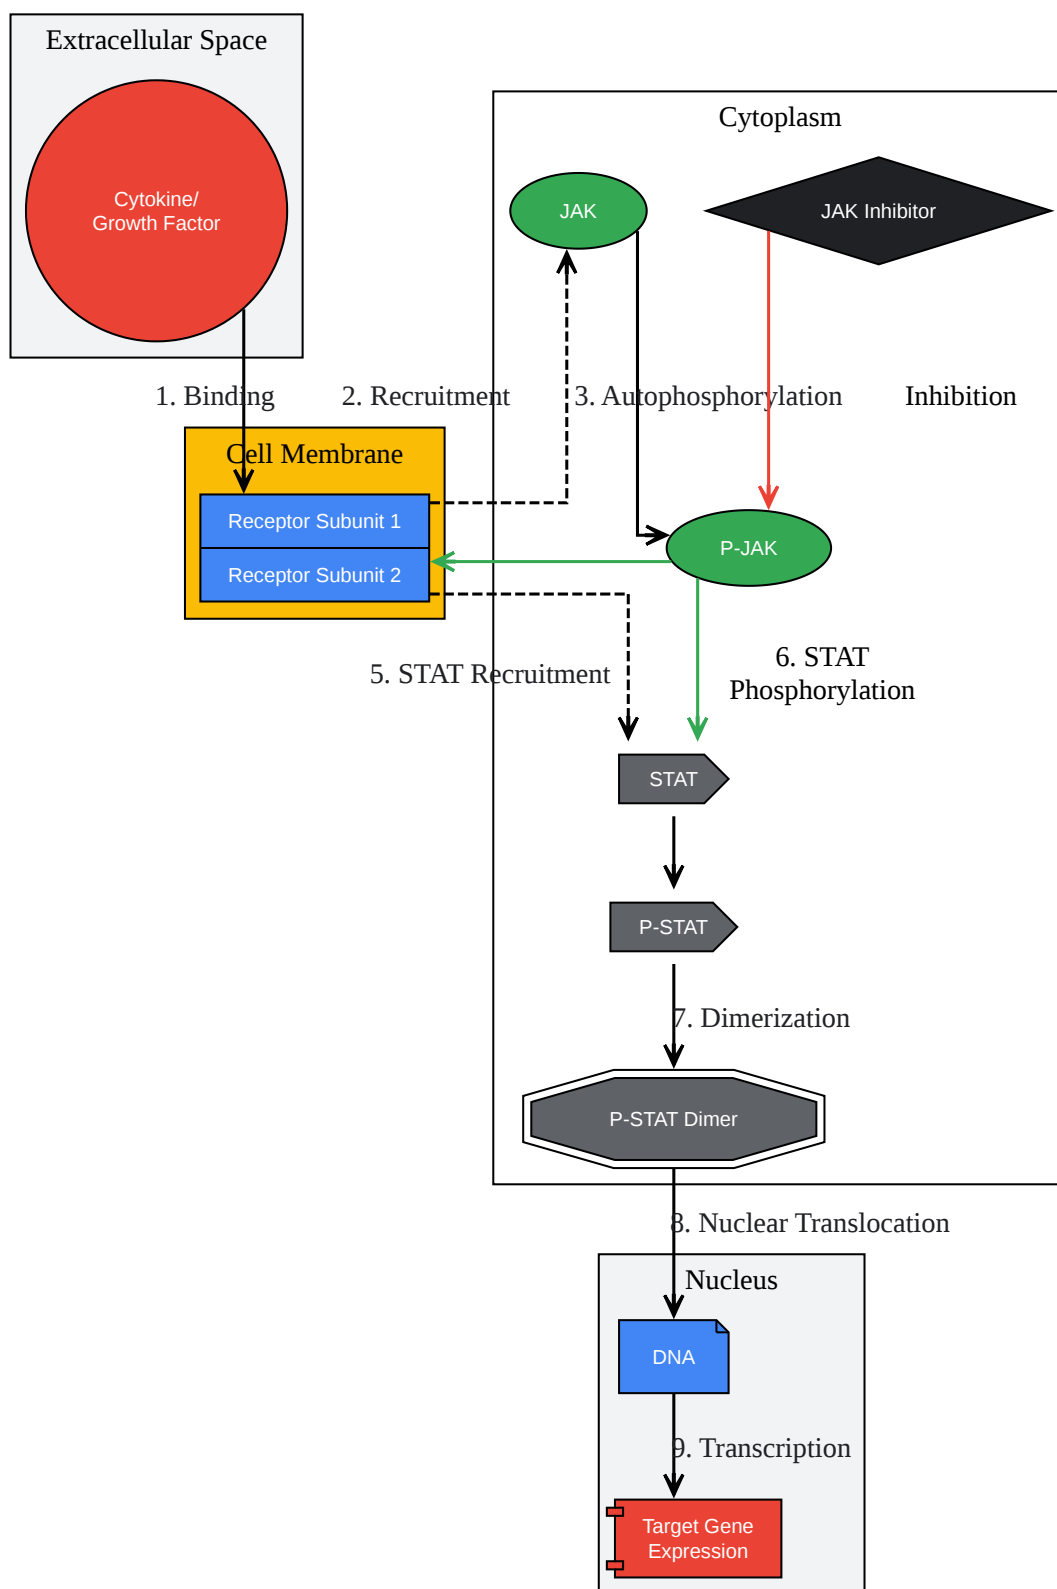 Extracellular Space
Cytokine/
Growth Factor
Cytoplasm
JAK
JAK Inhibitor
1. Binding
2. Recruitment
3. Autophosphorylation
Inhibition
Cell Membrane
Receptor Subunit 1
Receptor Subunit 2
P-JAK
5. STAT Recruitment
6. STAT
Phosphorylation
STAT
P-STAT
7. Dimerization
P-STAT Dimer
8. Nuclear Translocation
Nucleus
DNA
9. Transcription
Target Gene
Expression